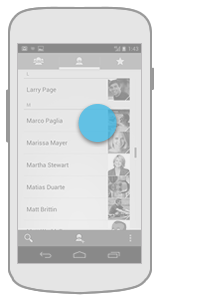 1:43
L
Larry Page
M
Marco Paglia
Marissa Mayer
Martha Stewart
Matias Duarte
Matt Brittin